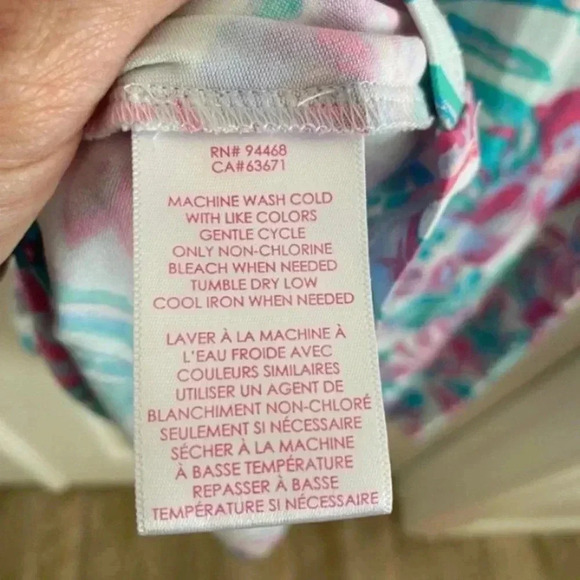 RN# 94468
CA#63671
MACHINE WASH COLD
WITH LIKE COLORS
GENTLE CYCLE
ONLY NON-CHLORINE
BLEACH WHEN NEEDED
TUMBLE DRY LOW
COOL IRON WHEN NEEDED
LAVER À LA MACHINE À
L'EAU FROIDE AVEC
COULEURS SIMILAIRES
UTILISER UN AGENT DE
BLANCHIMENT NON-CHLORÉ
SEULEMENT SI NÉCESSAIRE
SÉCHER À LA MACHINE
À BASSE TEMPÉRATURE
REPASSER À BASSE
TEMPÉRATURE SI NÉCESSAIRE